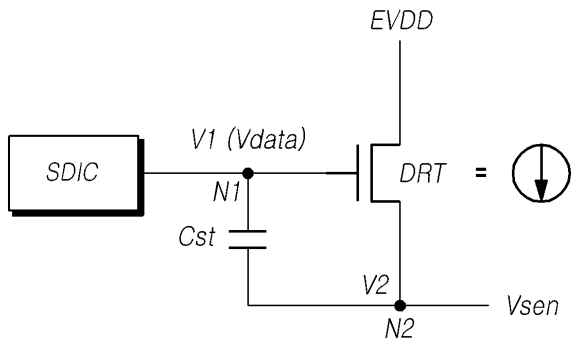 EVDD
V1 (Vdata)
SDIC
N1
DRT =
Cst
V2
Vsen
N2